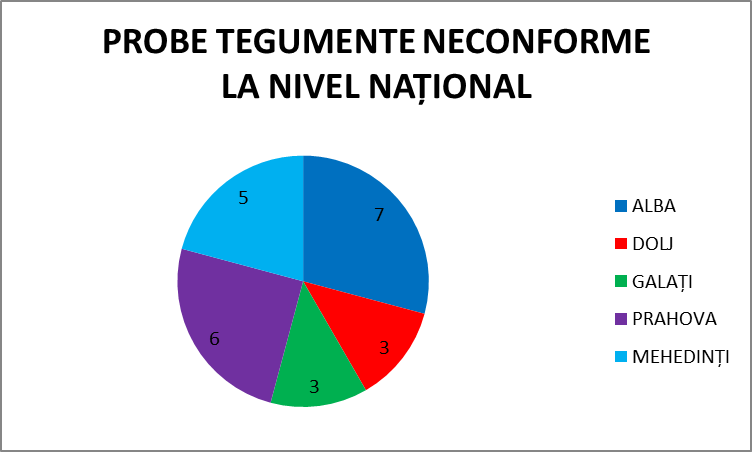 PROBE TEGUMENTE NECONFORME
LA NIVEL NAȚIONAL
5
7
6
3
3
ALBA
DOLJ
GALAȚI
PRAHOVA
MEHEDINȚI